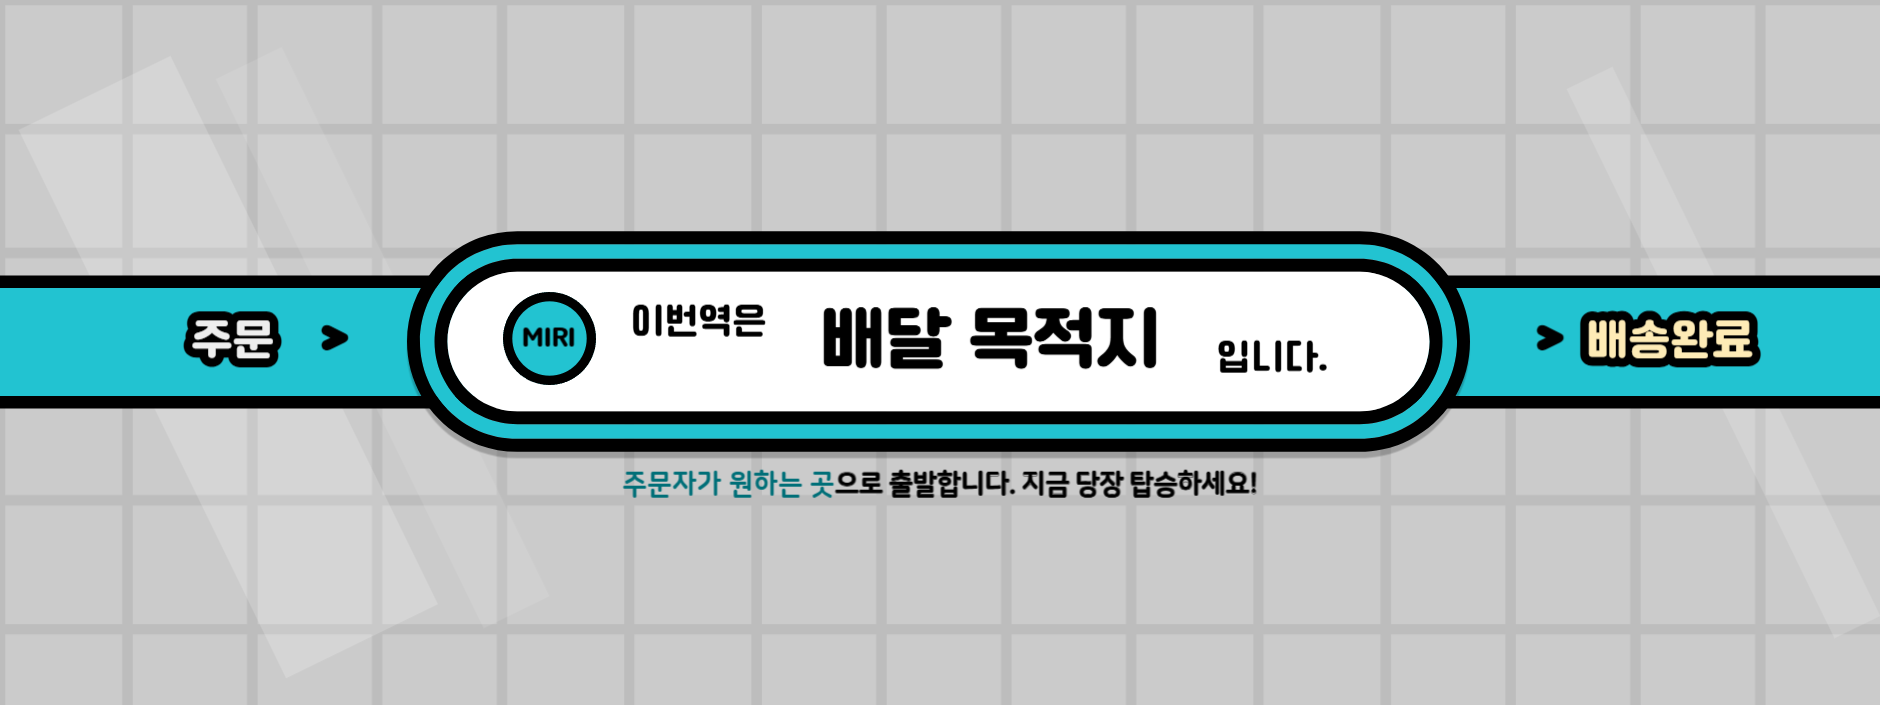 주문 > MIRI 이번역은 배달 목적지 입니다. > 배송완료
주문자가 원하는 곳으로 출발합니다. 지금 당장 탑승하세요!